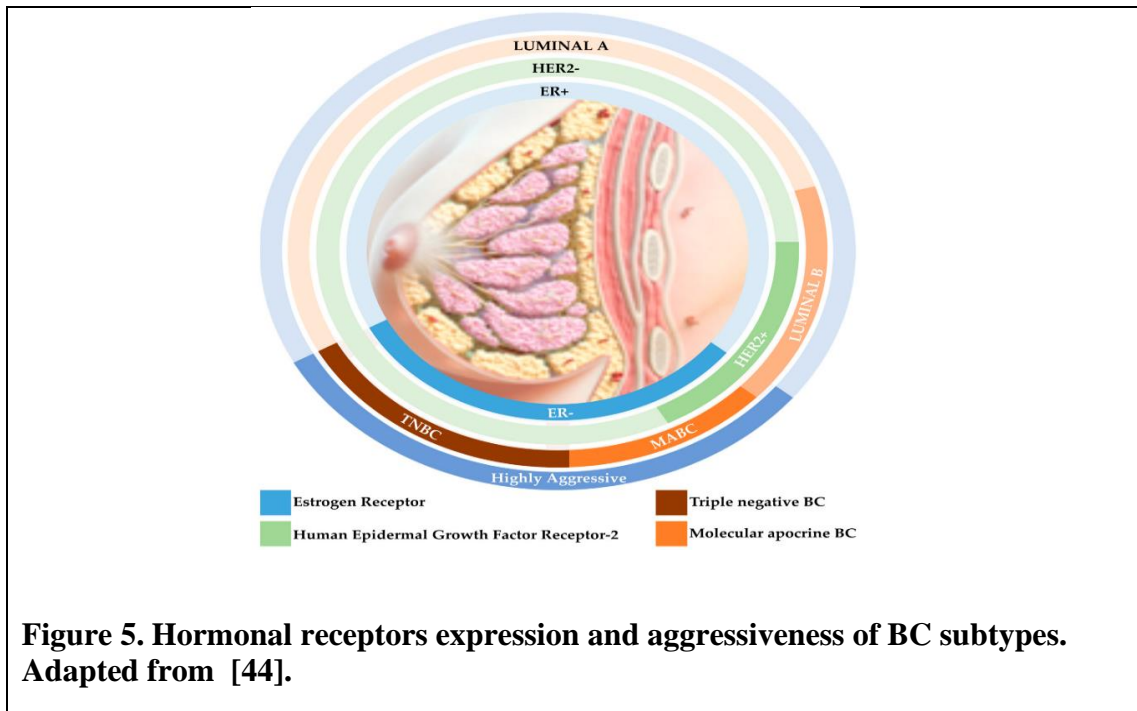 LUMINAL A
HER2-
ER+
LUMINAL B
HER2+
ER-
MABC
TNBC
Highly Aggressive
Estrogen Receptor
Triple negative BC
Human Epidermal Growth Factor Receptor-2
Molecular apocrine BC
Figure 5. Hormonal receptors expression and aggressiveness of BC subtypes.
Adapted from [44].